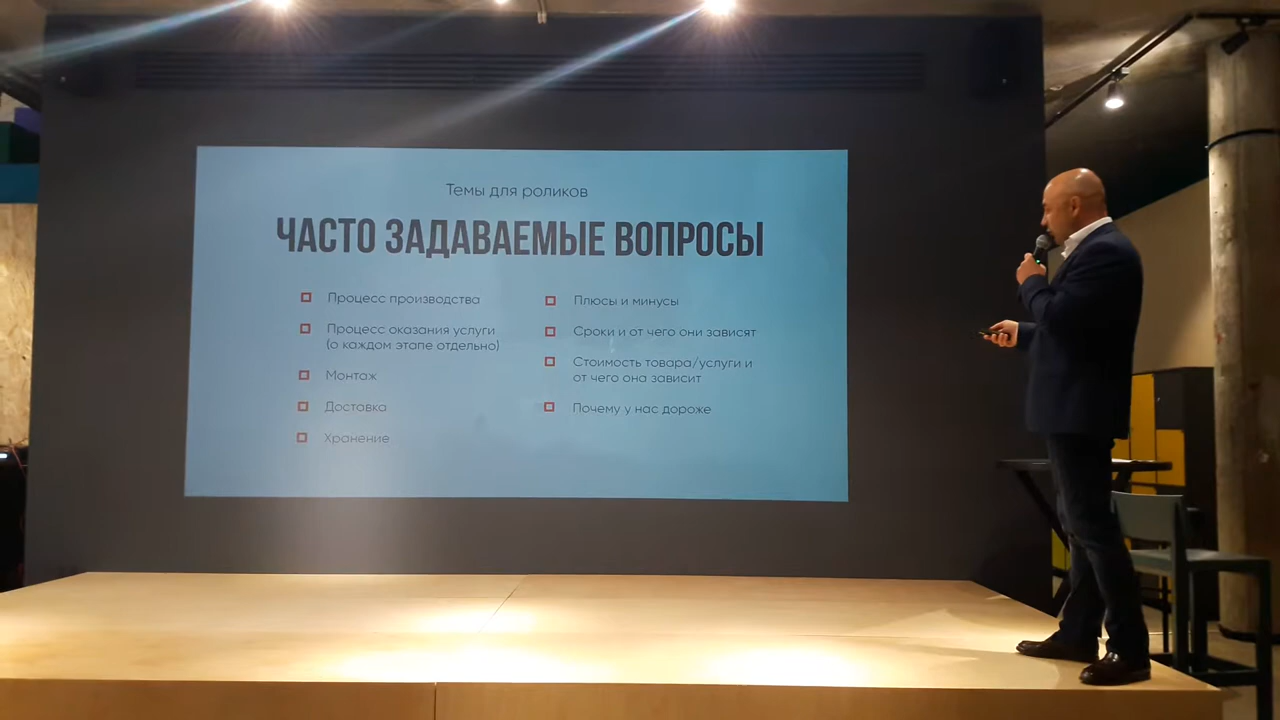 Темы для роликов
ЧАСТО ЗАДАВАЕМЫЕ ВОПРОСЫ
Процесс производства
Процесс оказания услуги
(о каждом этапе отдельно)
Монтаж
Доставка
Хранение
Плюсы и минусы
Сроки и от чего они зависят
Стоимость товара/услуги и
от чего она зависит
Почему у нас дороже